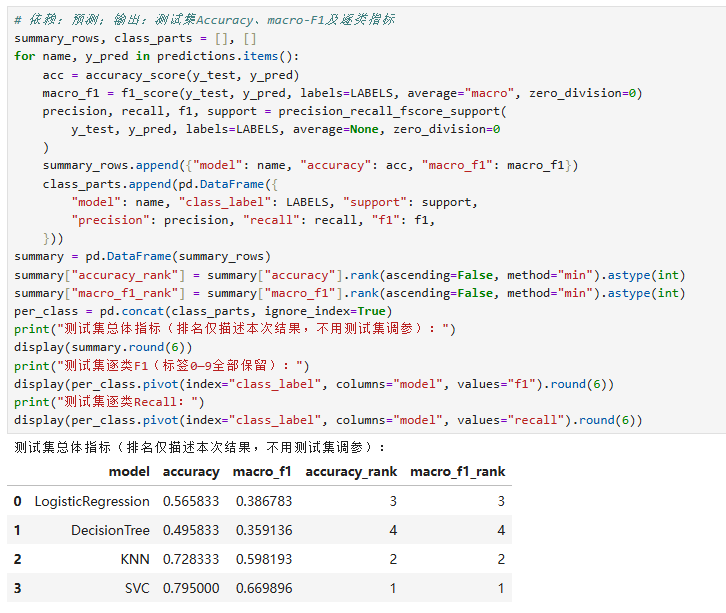 # 依赖：预测；输出：测试集Accuracy、macro-F1及逐类指标
summary_rows, class_parts = [], []
for name, y_pred in predictions.items():
    acc = accuracy_score(y_test, y_pred)
    macro_f1 = f1_score(y_test, y_pred, labels=LABELS, average="macro", zero_division=0)
    precision, recall, f1, support = precision_recall_fscore_support(
        y_test, y_pred, labels=LABELS, average=None, zero_division=0
    )
    summary_rows.append({"model": name, "accuracy": acc, "macro_f1": macro_f1})
    class_parts.append(pd.DataFrame({
        "model": name, "class_label": LABELS, "support": support,
        "precision": precision, "recall": recall, "f1": f1,
    }))
summary = pd.DataFrame(summary_rows)
summary["accuracy_rank"] = summary["accuracy"].rank(ascending=False, method="min").astype(int)
summary["macro_f1_rank"] = summary["macro_f1"].rank(ascending=False, method="min").astype(int)
per_class = pd.concat(class_parts, ignore_index=True)
print("测试集总体指标（排名仅描述本次结果，不用测试集调参）：")
display(summary.round(6))
print("测试集逐类F1（标签0—9全部保留）：")
display(per_class.pivot(index="class_label", columns="model", values="f1").round(6))
print("测试集逐类Recall：")
display(per_class.pivot(index="class_label", columns="model", values="recall").round(6))
测试集总体指标（排名仅描述本次结果，不用测试集调参）：
model accuracy macro_f1 accuracy_rank macro_f1_rank
0 LogisticRegression 0.565833 0.386783 3 3
1 DecisionTree 0.495833 0.359136 4 4
2 KNN 0.728333 0.598193 2 2
3 SVC 0.795000 0.669896 1 1